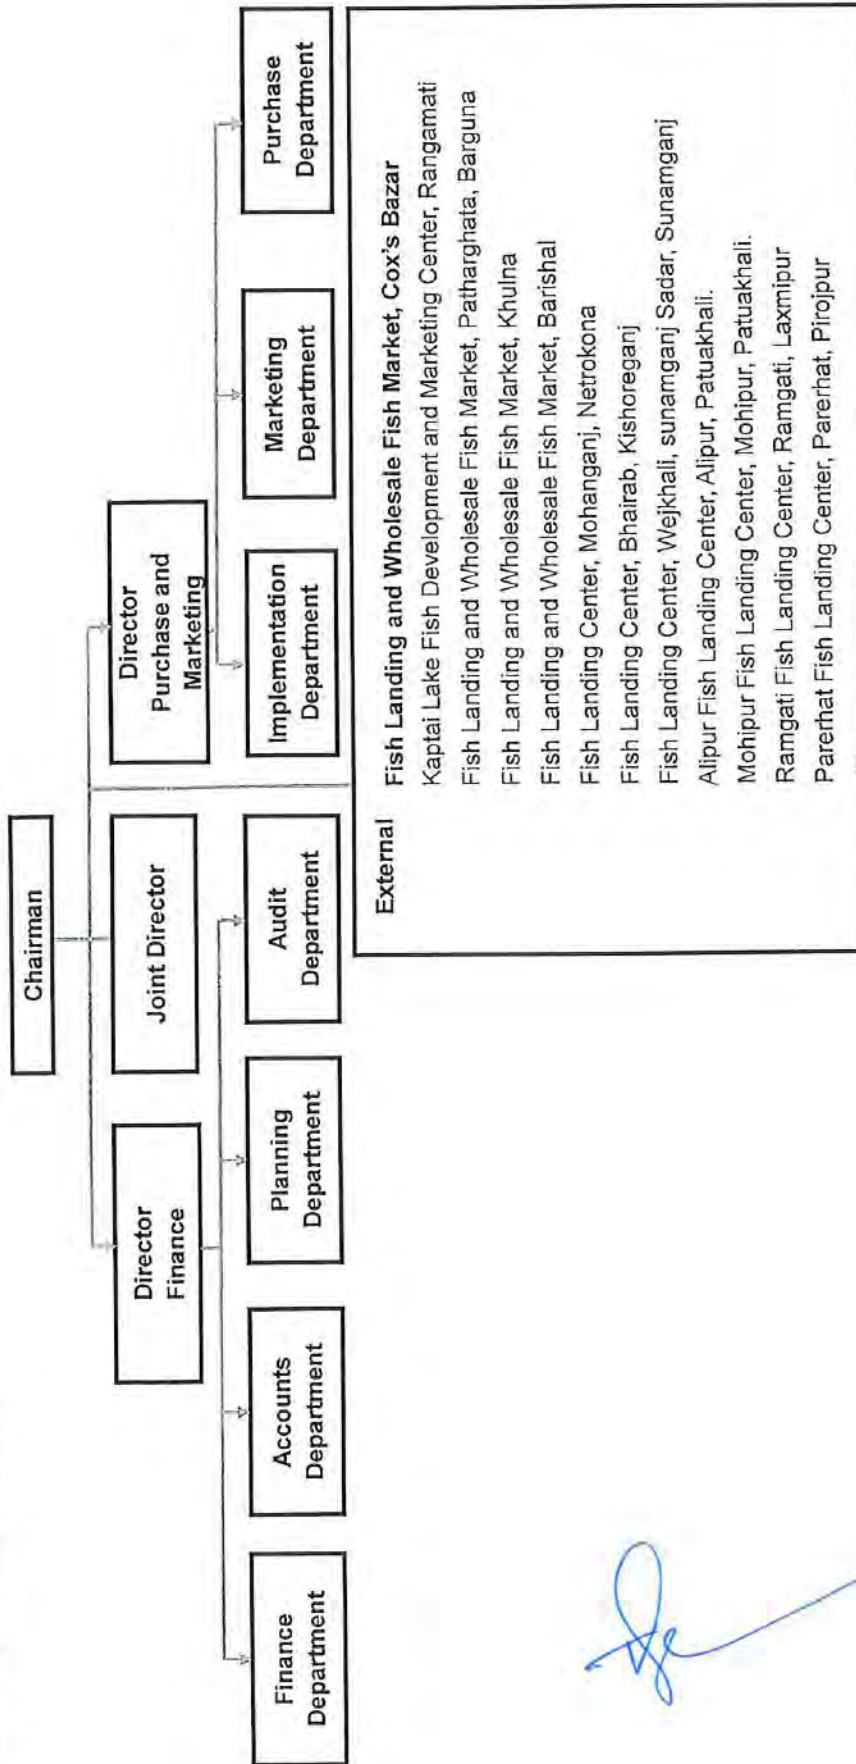 Chairman
Director
Finance
Joint Director
Director
Purchase and
Marketing
Finance
Department
Accounts
Department
Planning
Department
Audit
Department
Implementation
Department
Marketing
Department
Purchase
Department
External
Fish Landing and Wholesale Fish Market, Cox's Bazar
Kaptai Lake Fish Development and Marketing Center, Rangamati
Fish Landing and Wholesale Fish Market, Patharghata, Barguna
Fish Landing and Wholesale Fish Market, Khulna
Fish Landing and Wholesale Fish Market, Barishal
Fish Landing Center, Mohanganj, Netrokona
Fish Landing Center, Bhairab, Kishoreganj
Fish Landing Center, Wejkhali, sunamganj Sadar, Sunamganj
Alipur Fish Landing Center, Alipur, Patuakhali.
Mohipur Fish Landing Center, Mohipur, Patuakhali.
Ramgati Fish Landing Center, Ramgati, Laxmipur
Parerhat Fish Landing Center, Parerhat, Pirojpur